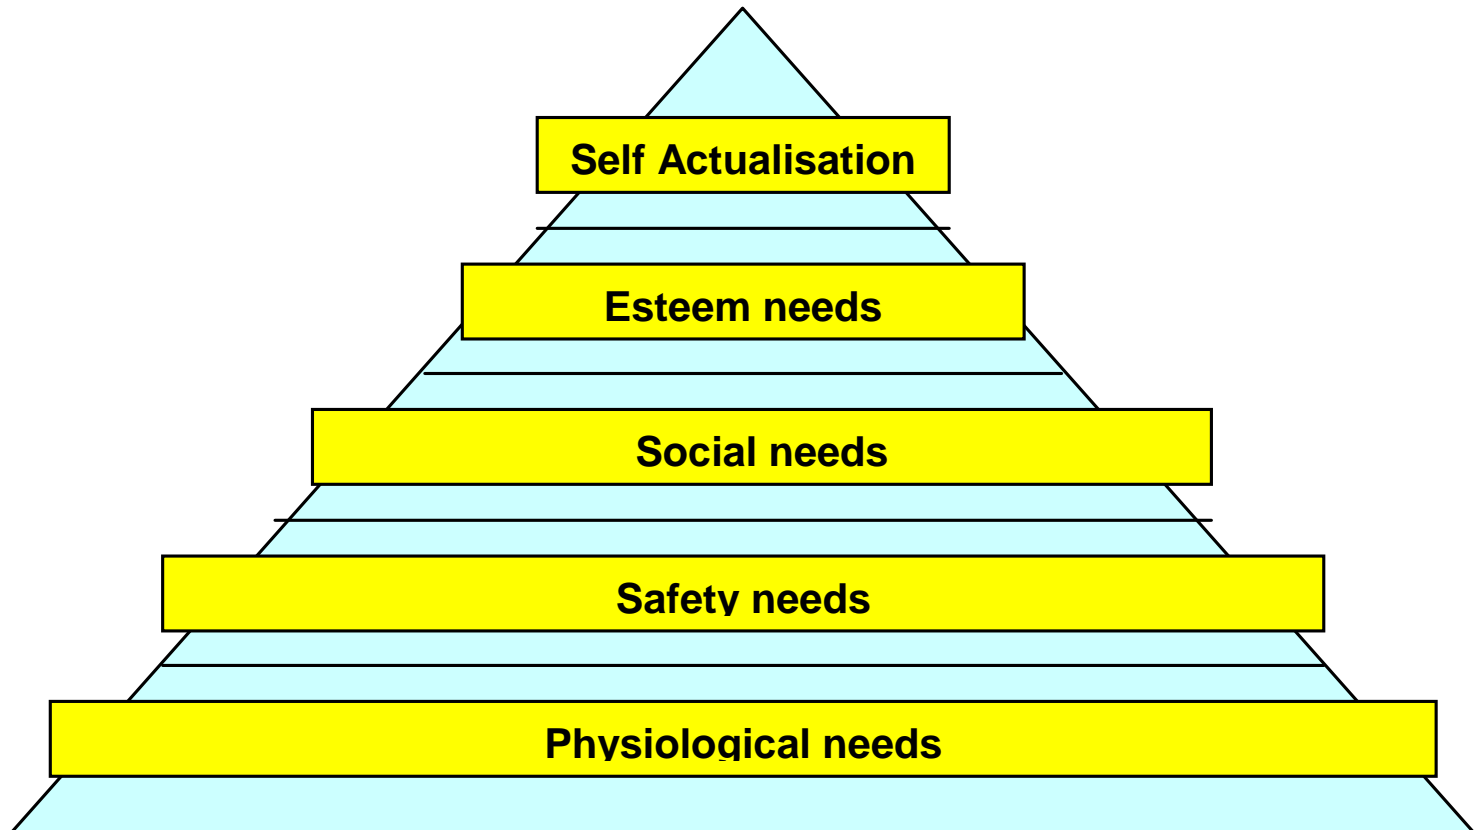 Self Actualisation
Esteem needs
Social needs
Safety needs
Physiological needs